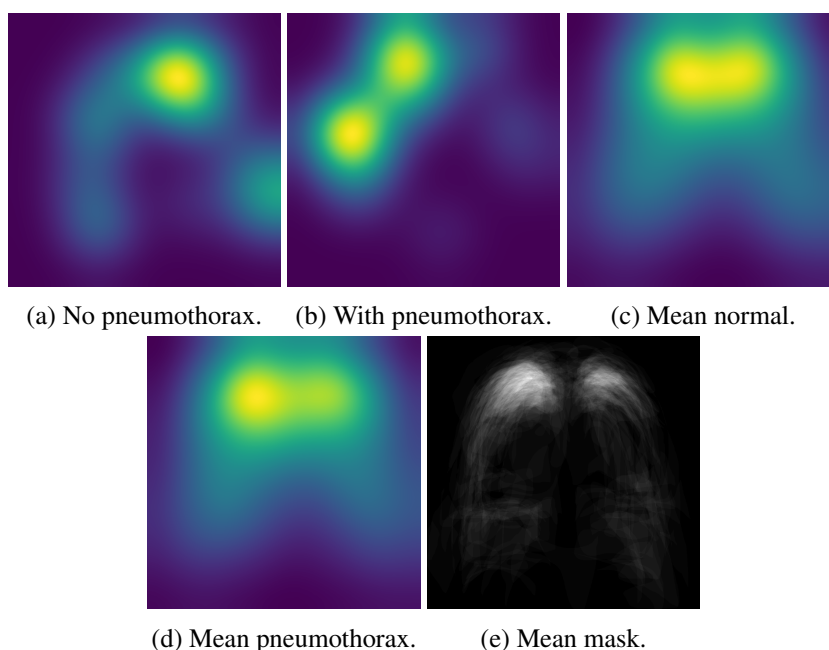 (a) No pneumothorax. (b) With pneumothorax. (c) Mean normal.
(d) Mean pneumothorax. (e) Mean mask.